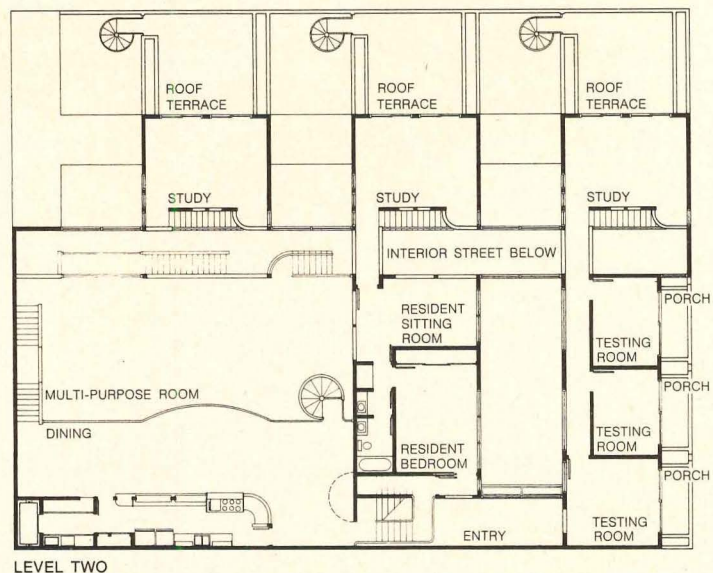 ROOF
TERRACE
ROOF
TERRACE
ROOF
TERRACE
STUDY
STUDY
STUDY
INTERIOR STREET BELOW
PORCH
RESIDENT
SITTING
ROOM
TESTING
ROOM
MULTI-PURPOSE ROOM
PORCH
DINING
TESTING
ROOM
RESIDENT
BEDROOM
PORCH
ENTRY
TESTING
ROOM
LEVEL TWO